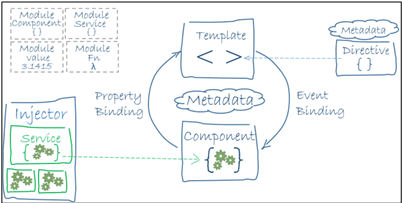 Module
Component
{ }
Module
Service
{ }
Module
value
3.1415
Module
Fn
λ
Template
< >
Metadata
Directive
{ }
Property
Binding
Metadata
Event
Binding
Injector
Service
{ }
Component
{ }